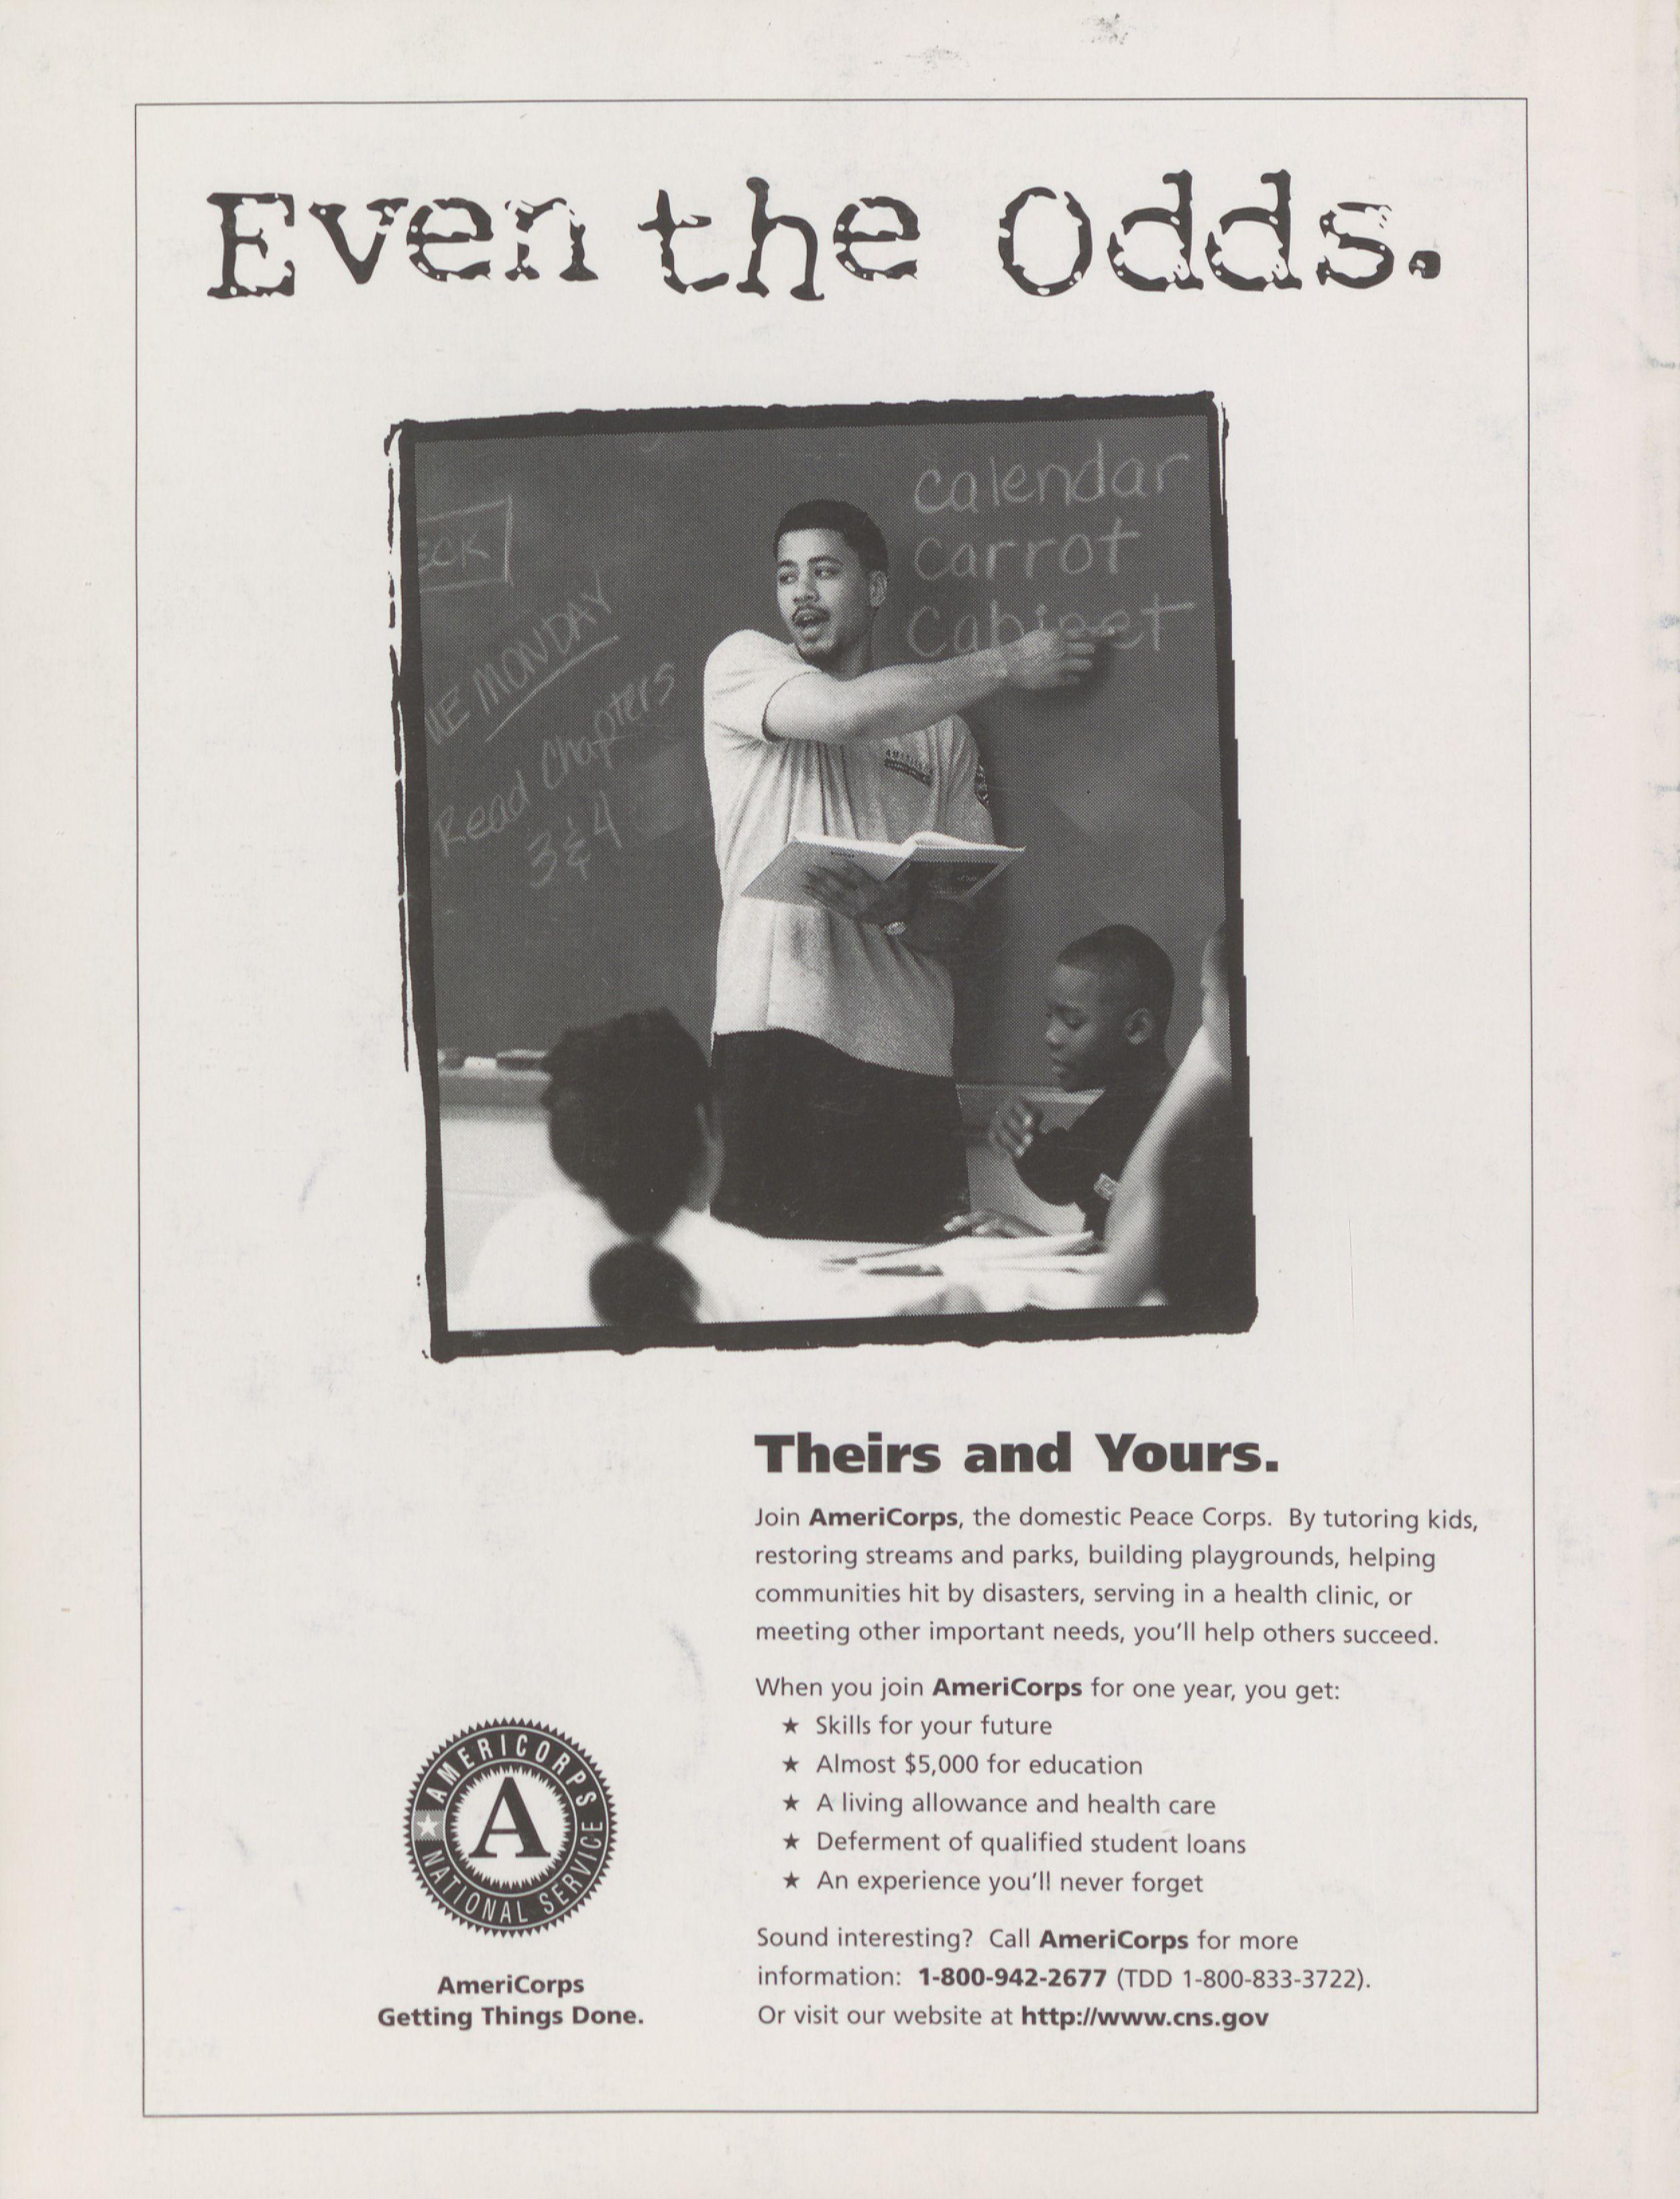 Even the Odds.
calendar
carrot
Cabinet
MONDAY
Read Chapters
3 & 4
Theirs and Yours.
Join AmeriCorps, the domestic Peace Corps. By tutoring kids,
restoring streams and parks, building playgrounds, helping
communities hit by disasters, serving in a health clinic, or
meeting other important needs, you'll help others succeed.
When you join AmeriCorps for one year, you get:
★ Skills for your future
★ Almost $5,000 for education
★ A living allowance and health care
★ Deferment of qualified student loans
★ An experience you'll never forget
Sound interesting? Call AmeriCorps for more
information: 1-800-942-2677 (TDD 1-800-833-3722).
Or visit our website at http://www.cns.gov
AMERICORPS
A
NATIONAL SERVICE
AmeriCorps
Getting Things Done.